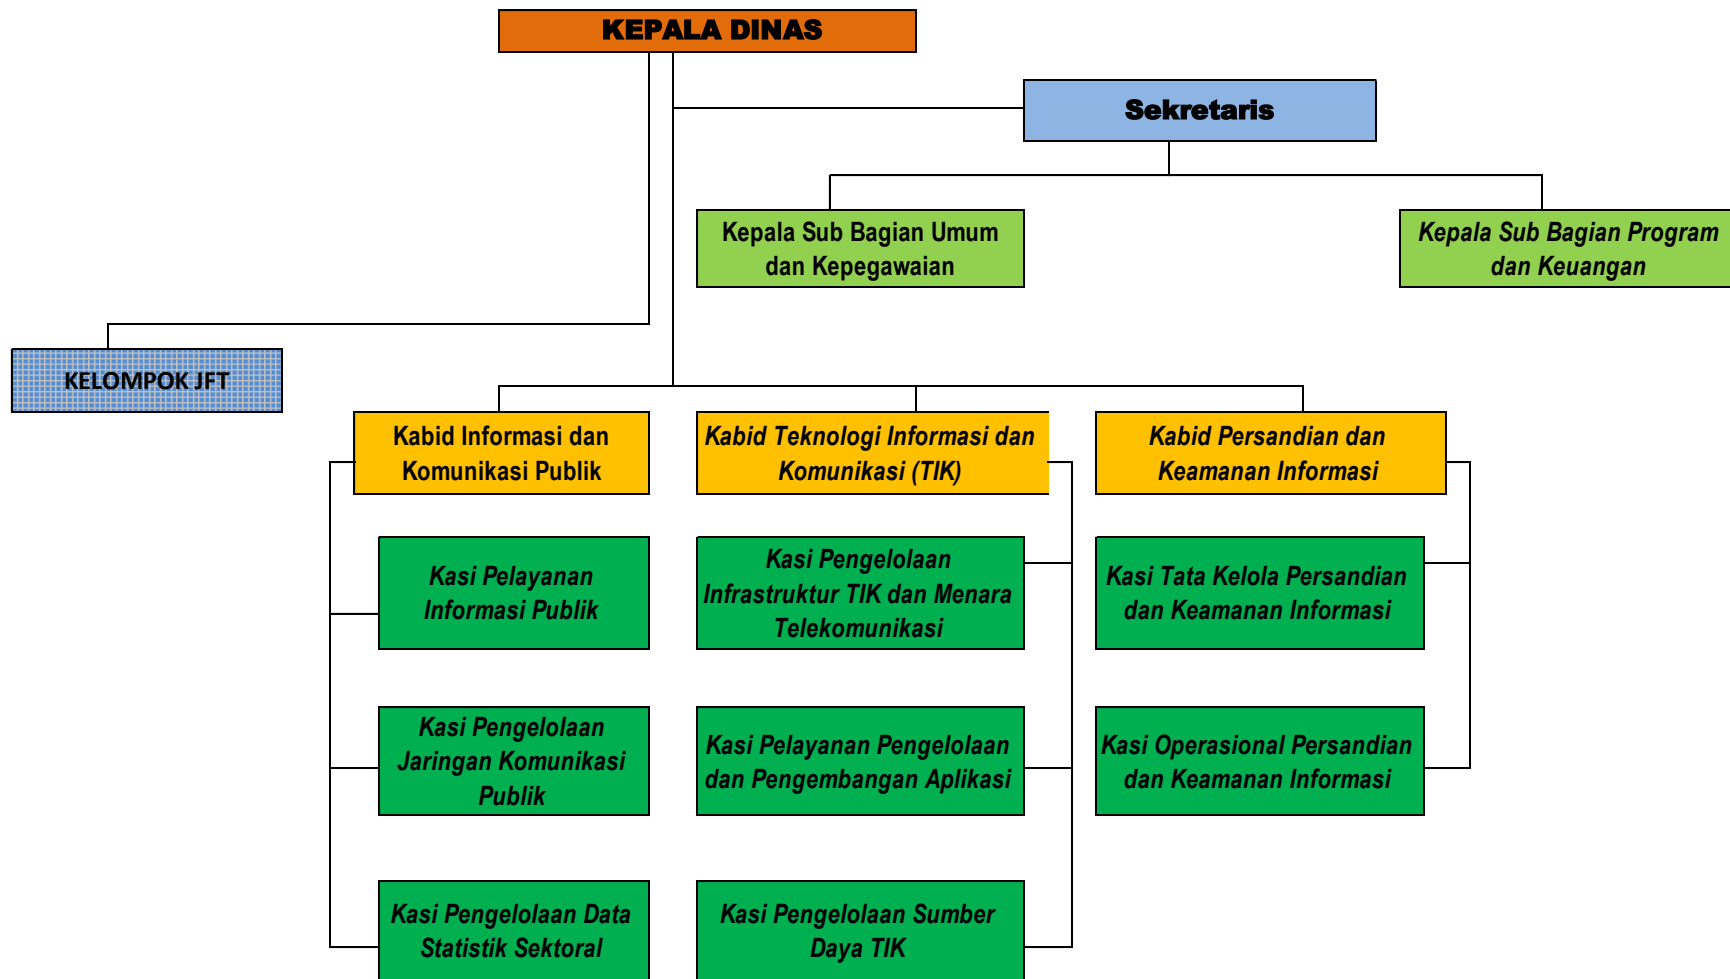 KEPALA DINAS
Sekretaris
Kepala Sub Bagian Umum
dan Kepegawaian
Kepala Sub Bagian Program
dan Keuangan
KELOMPOK JFT
Kabid Informasi dan
Komunikasi Publik
Kabid Teknologi Informasi dan
Komunikasi (TIK)
Kabid Persandian dan
Keamanan Informasi
Kasi Pelayanan
Informasi Publik
Kasi Pengelolaan
Infrastruktur TIK dan Menara
Telekomunikasi
Kasi Tata Kelola Persandian
dan Keamanan Informasi
Kasi Pengelolaan
Jaringan Komunikasi
Publik
Kasi Pelayanan Pengelolaan
dan Pengembangan Aplikasi
Kasi Operasional Persandian
dan Keamanan Informasi
Kasi Pengelolaan Data
Statistik Sektoral
Kasi Pengelolaan Sumber
Daya TIK